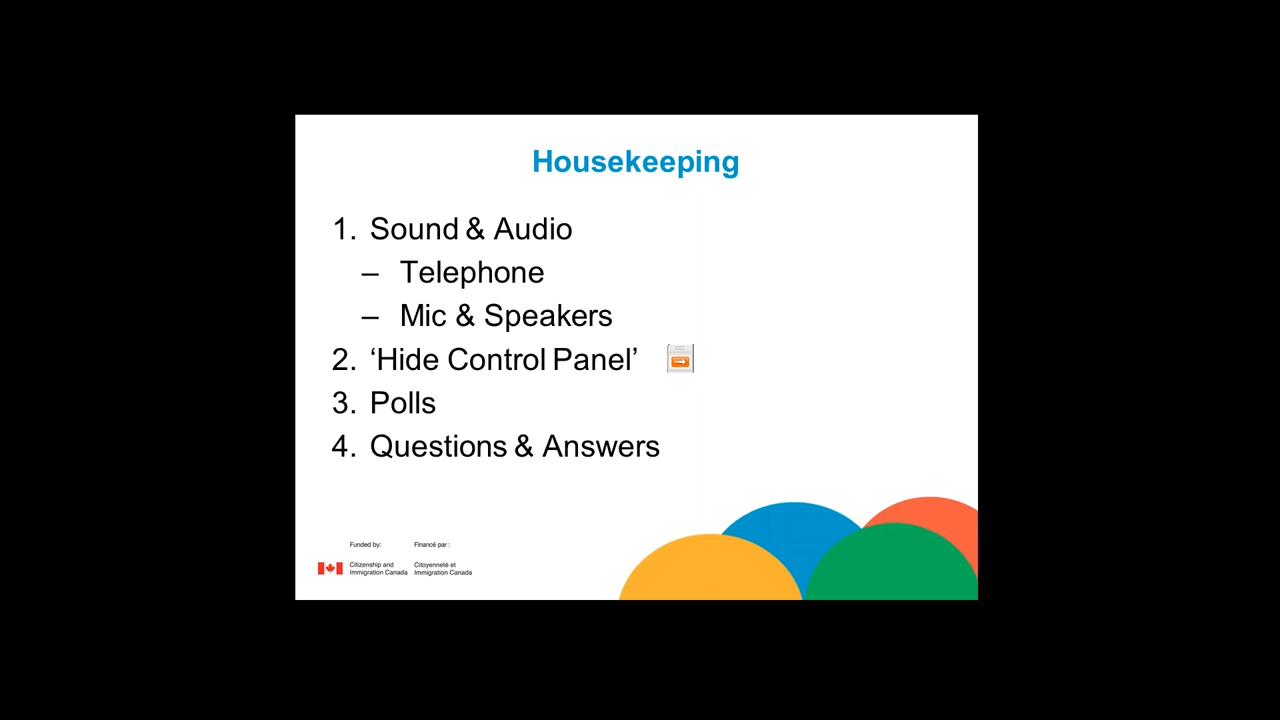 Housekeeping
1. Sound & Audio
– Telephone
– Mic & Speakers
2. ‘Hide Control Panel’
3. Polls
4. Questions & Answers
Funded by: Financé par :
Citizenship and Citoyenneté et
Immigration Canada Immigration Canada